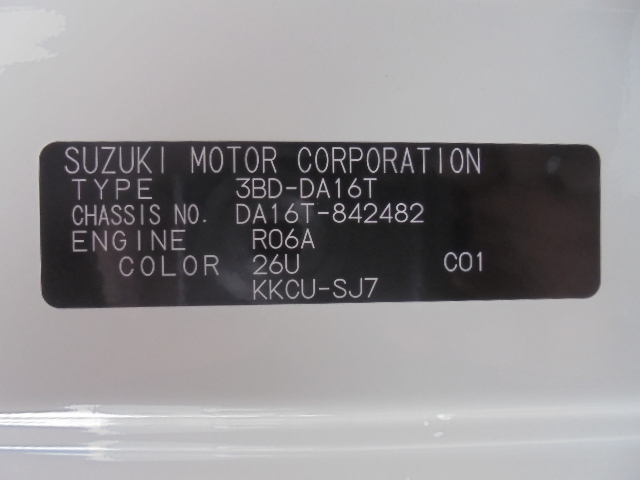 SUZUKI MOTOR CORPORATION
TYPE 3BD-DA16T
CHASSIS NO. DA16T-842482
ENGINE R06A
COLOR 26U C01
KKCU-SJ7